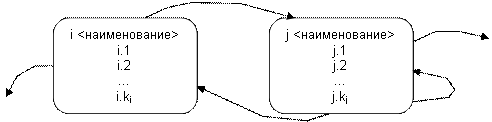 i <наименование>
i.1
i.2
...
i.kᵢ
j <наименование>
j.1
j.2
...
j.kⱼ